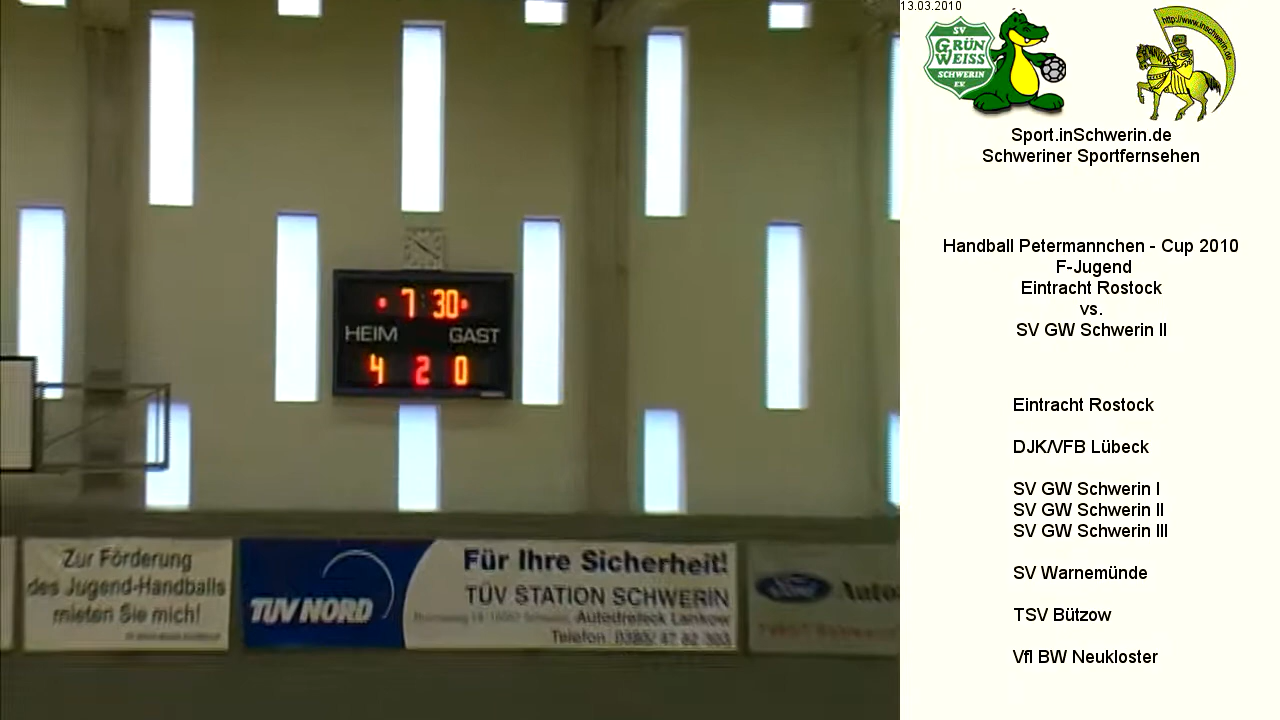 13.03.2010
SV
GRÜN
WEISS
SCHWERIN
EV.
http://www.inschwerin.de
Sport.inSchwerin.de
Schweriner Sportfernsehen
Handball Petermannchen - Cup 2010
F-Jugend
Eintracht Rostock
vs.
SV GW Schwerin II
Eintracht Rostock
DJK/VFB Lübeck
SV GW Schwerin I
SV GW Schwerin II
SV GW Schwerin III
SV Warnemünde
TSV Bützow
Vfl BW Neukloster
7:30
HEIM GAST
4 2 0
Zur Förderung
des Jugend-Handballs
mieten Sie mich!
TÜV NORD
Für Ihre Sicherheit!
TÜV STATION SCHWERIN
Autodreieck Lankow
Telefon
Ford
Auto